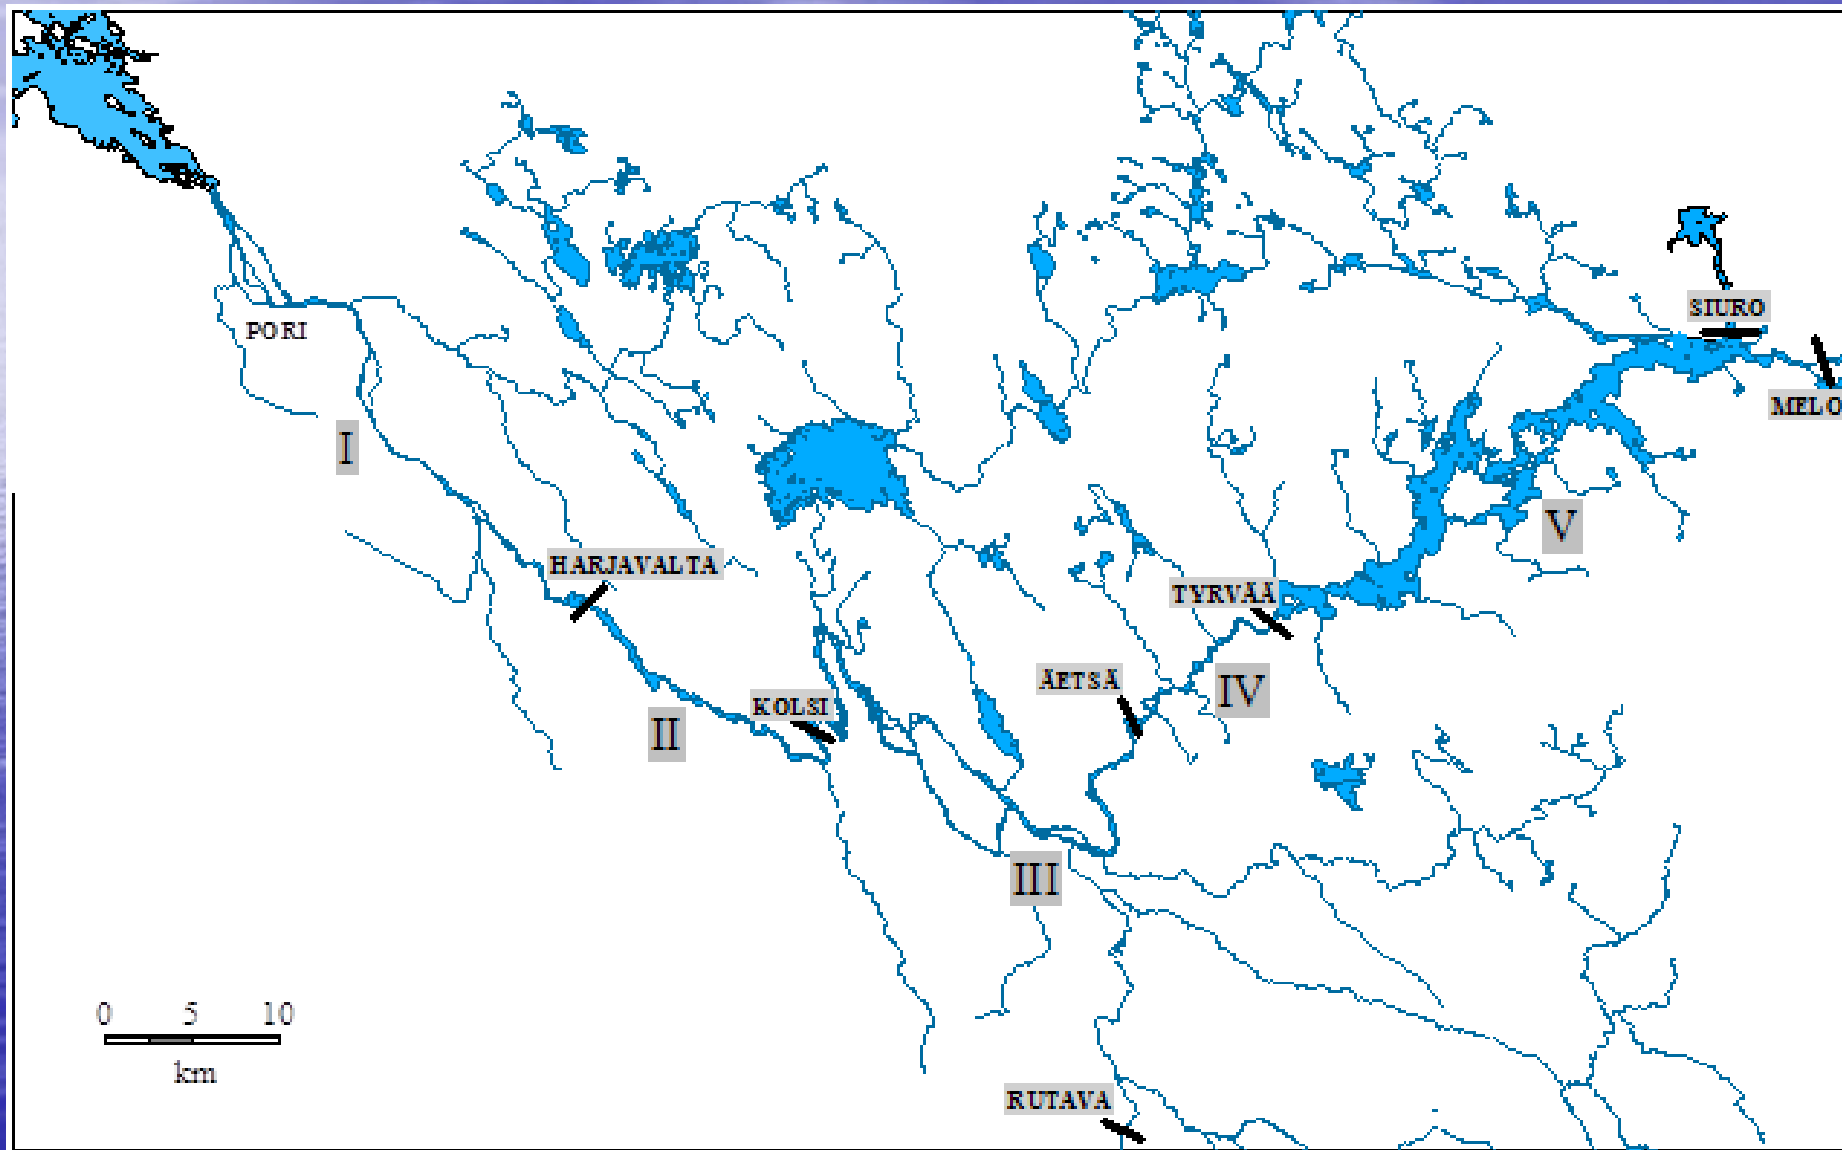 SIURO
PORI
MELO
I
V
HARJAVALTA
TYRVÄÄ
ÄETSÄ
IV
KOLSI
II
III
0 5 10
km
RUTAVA